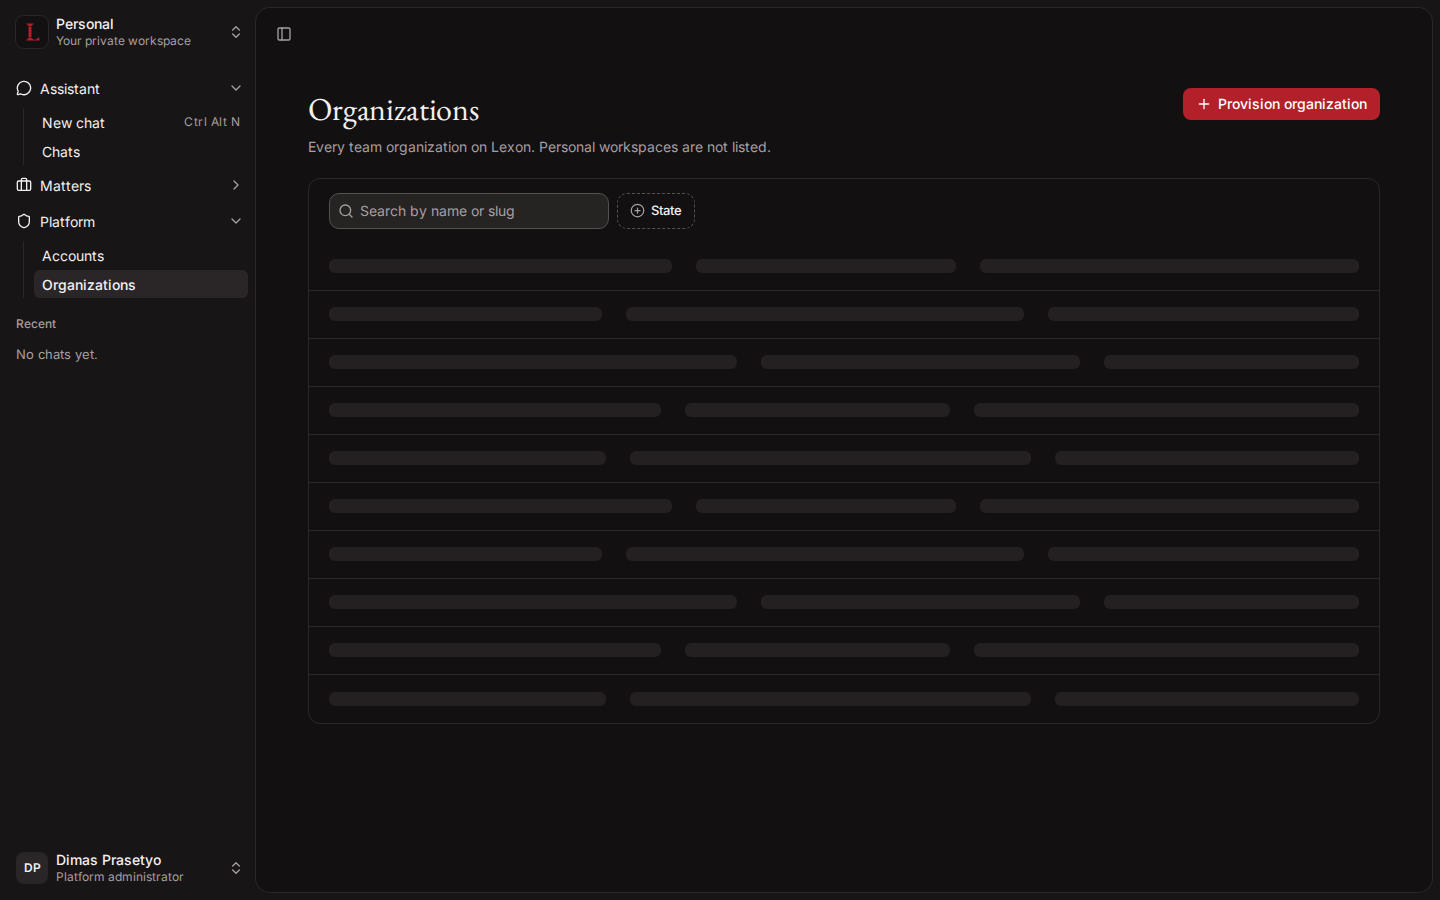 L
Personal
Your private workspace
Assistant
New chat
Ctrl Alt N
Chats
Matters
Platform
Accounts
Organizations
Recent
No chats yet.
DP
Dimas Prasetyo
Platform administrator
Organizations
Provision organization
Every team organization on Lexon. Personal workspaces are not listed.
Search by name or slug
State